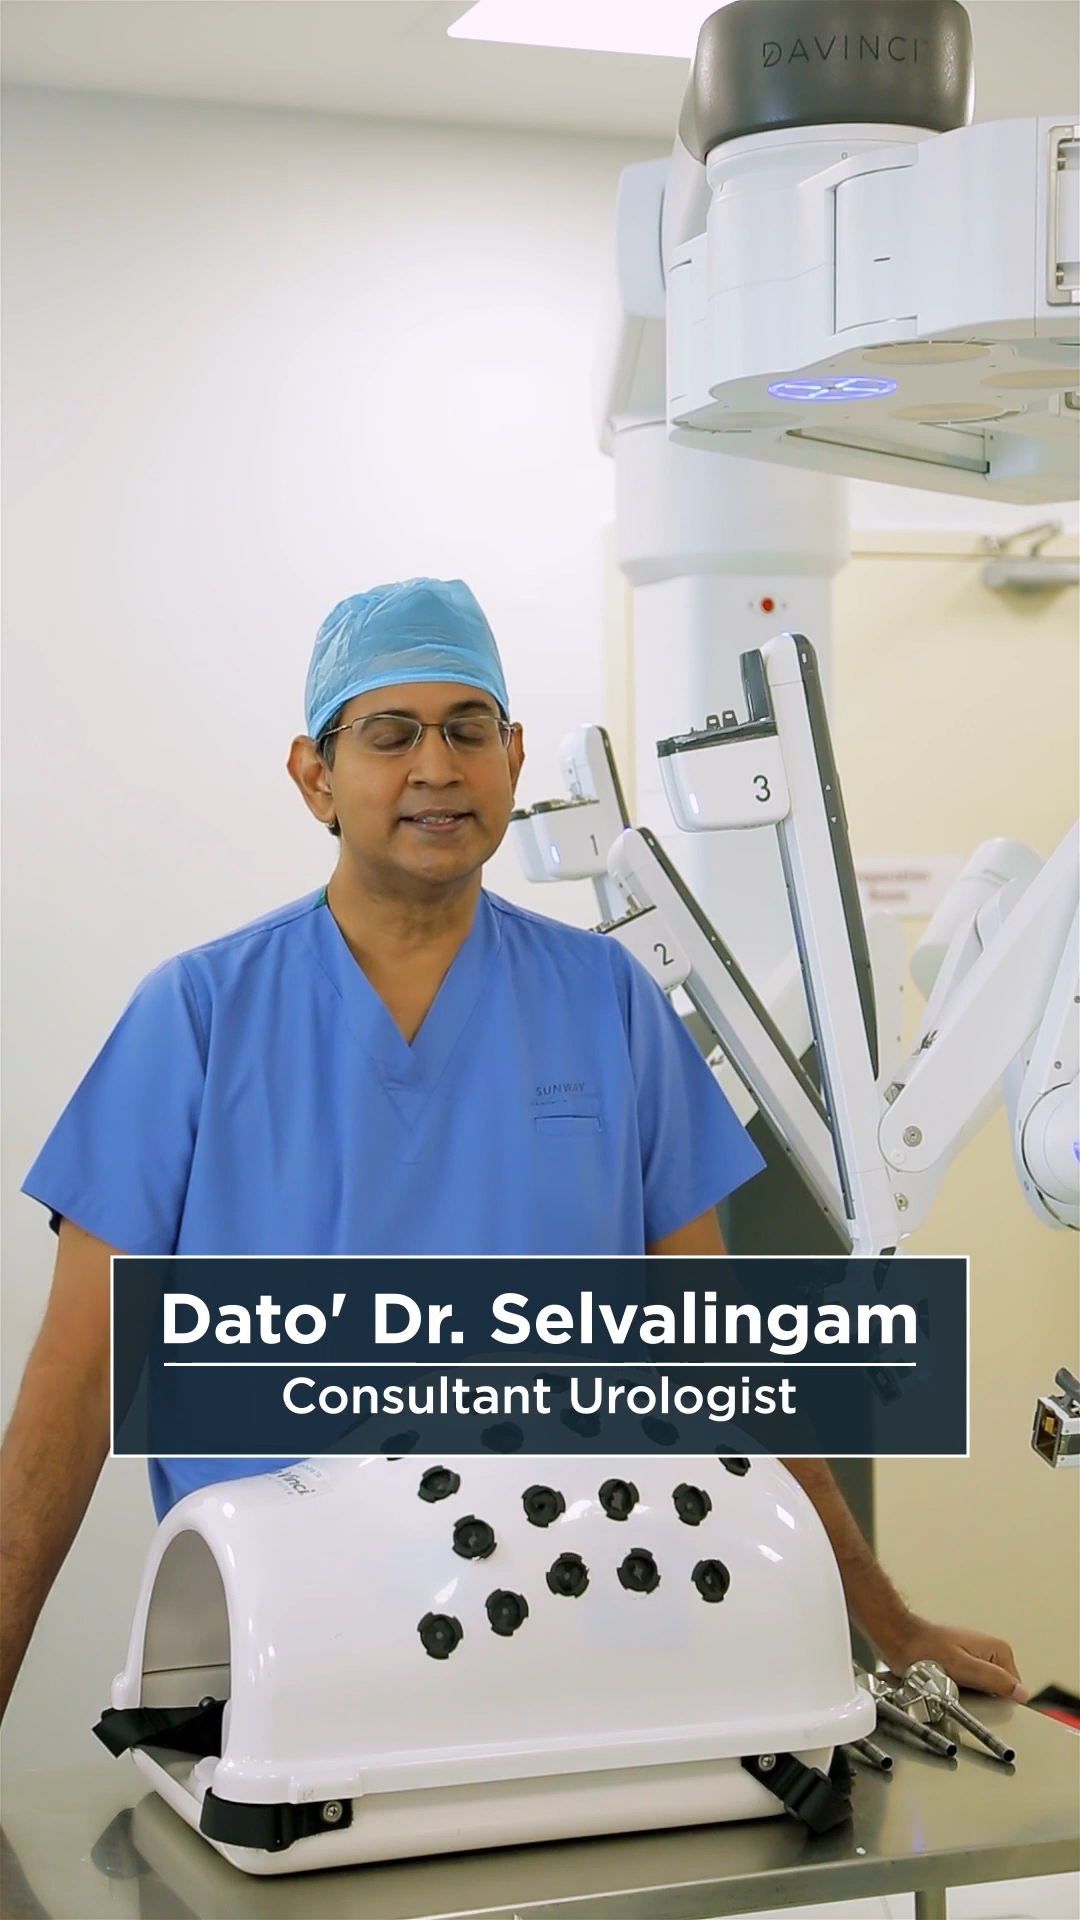 DAVINCI
3
1
2
SUNWAY
Dato' Dr. Selvalingam
Consultant Urologist